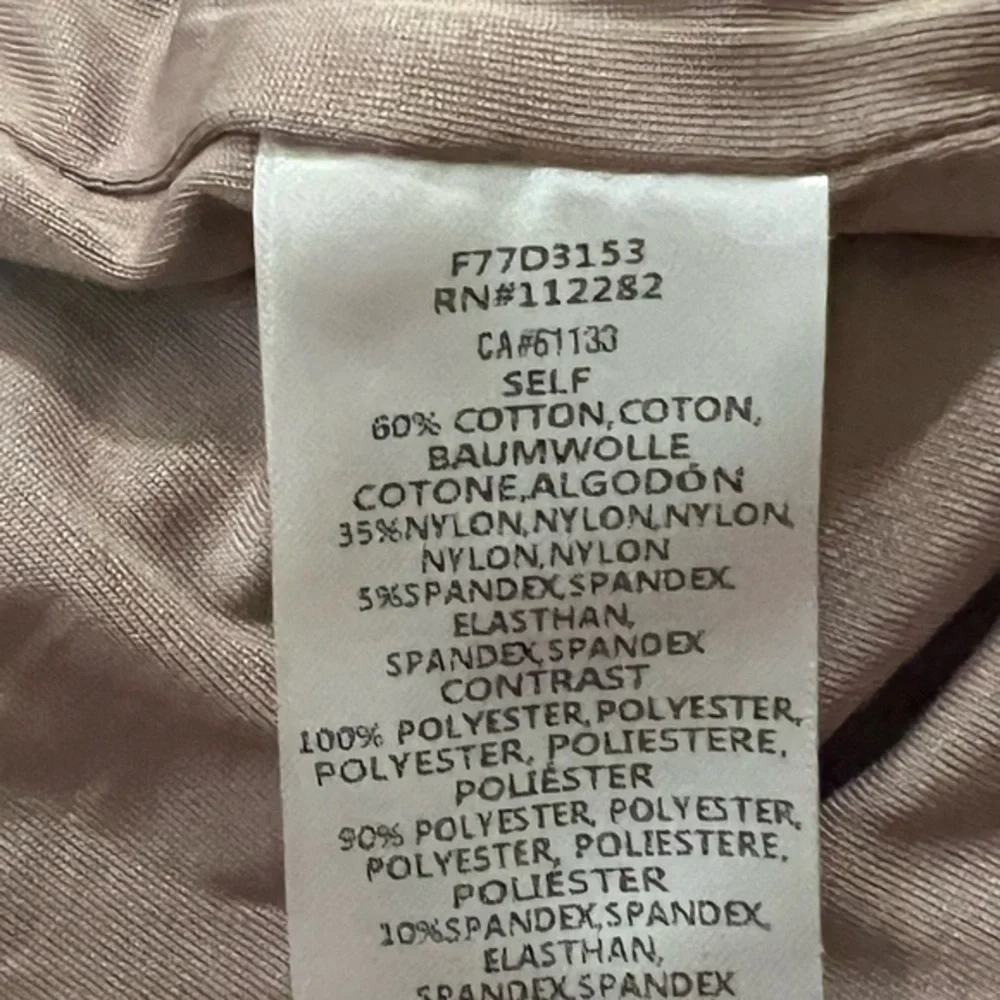 F77D3153
RN#112282
CA#61133
SELF
60% COTTON,COTON,
BAUMWOLLE
COTONE,ALGODÓN
35%NYLON,NYLON,NYLON,
NYLON,NYLON
5%SPANDEX,SPANDEX,
ELASTHAN,
SPANDEX,SPANDEX
CONTRAST
100% POLYESTER,POLYESTER,
POLYESTER, POLIESTERE,
POLIÉSTER
90% POLYESTER, POLYESTER,
POLYESTER, POLIESTERE,
POLIÉSTER
10%SPANDEX,SPANDEX,
ELASTHAN,
SPANDEX,SPANDEX